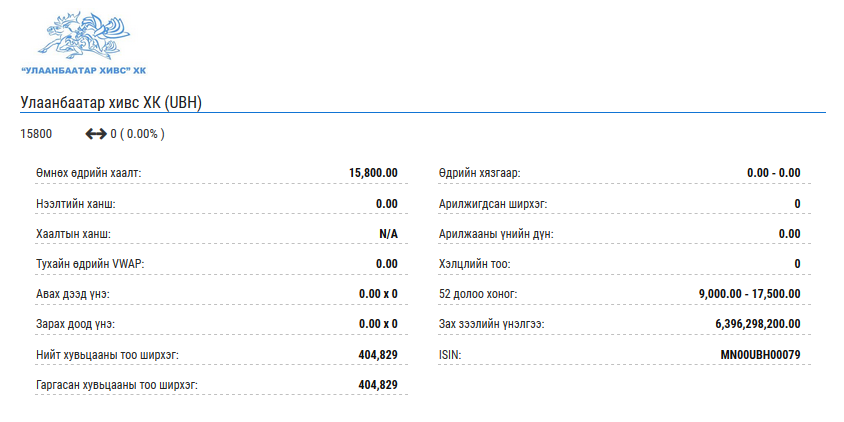 “УЛААНБААТАР ХИВС” ХК
Улаанбаатар хивс ХК (UBH)
15800 0 ( 0.00% )
Өмнөх өдрийн хаалт: 15,800.00
Нээлтийн ханш: 0.00
Хаалтын ханш: N/A
Тухайн өдрийн VWAP: 0.00
Авах дээд үнэ: 0.00 x 0
Зарах доод үнэ: 0.00 x 0
Нийт хувьцааны тоо ширхэг: 404,829
Гаргасан хувьцааны тоо ширхэг: 404,829
Өдрийн хязгаар: 0.00 - 0.00
Арилжигдсан ширхэг: 0
Арилжааны үнийн дүн: 0.00
Хэлцлийн тоо: 0
52 долоо хоног: 9,000.00 - 17,500.00
Зах зээлийн үнэлгээ: 6,396,298,200.00
ISIN: MN00UBH00079